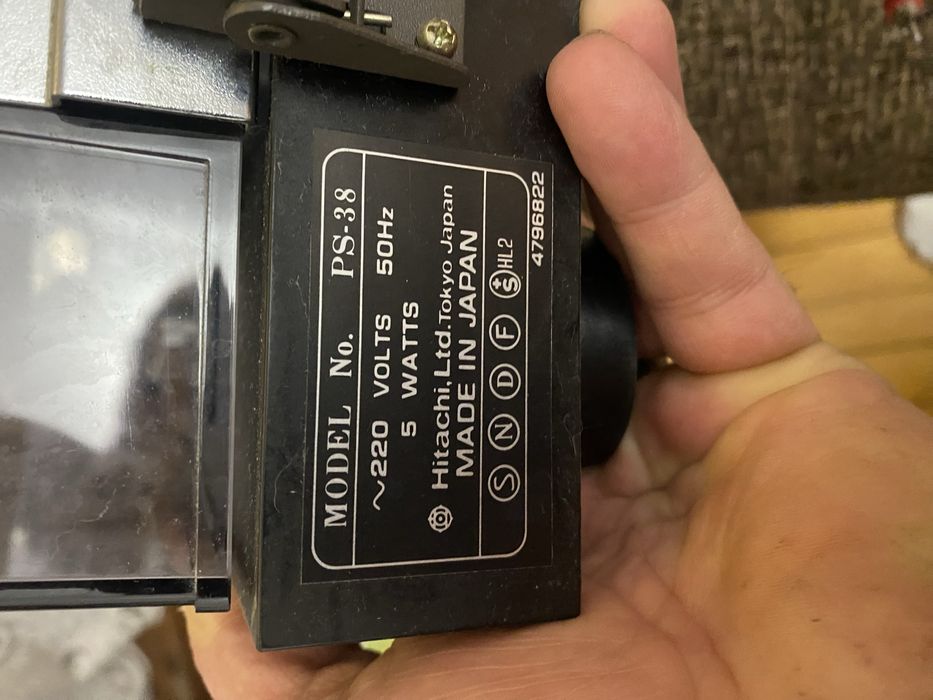 MODEL No. PS-38
~220 VOLTS 50Hz
5 WATTS
Hitachi, Ltd. Tokyo Japan
MADE IN JAPAN
S N D F +S HL2
4796822